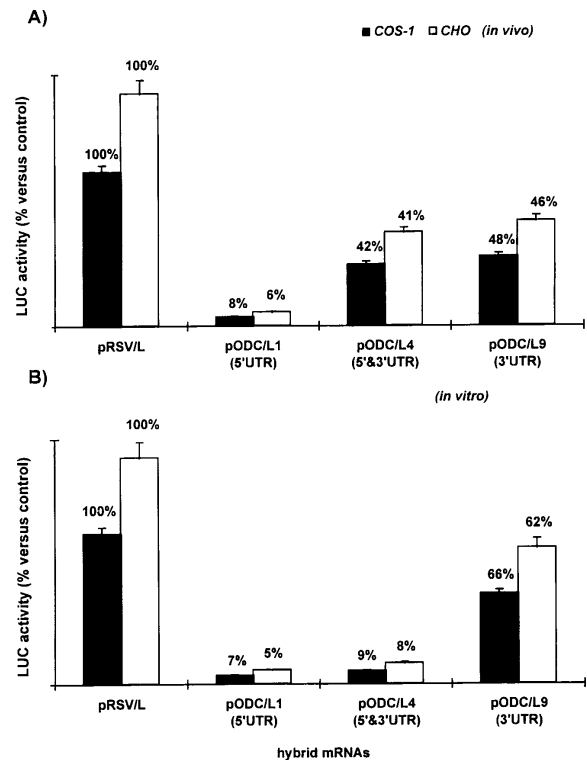 A)
■ COS-1 □ CHO (in vivo)
LUC activity (% versus control)
100%
100%
8%
6%
42%
41%
48%
46%
pRSV/L
pODC/L1
(5'UTR)
pODC/L4
(5'&3'UTR)
pODC/L9
(3'UTR)
B)
(in vitro)
LUC activity (% versus control)
100%
100%
7%
5%
9%
8%
66%
62%
pRSV/L
pODC/L1
(5'UTR)
pODC/L4
(5'&3'UTR)
pODC/L9
(3'UTR)
hybrid mRNAs